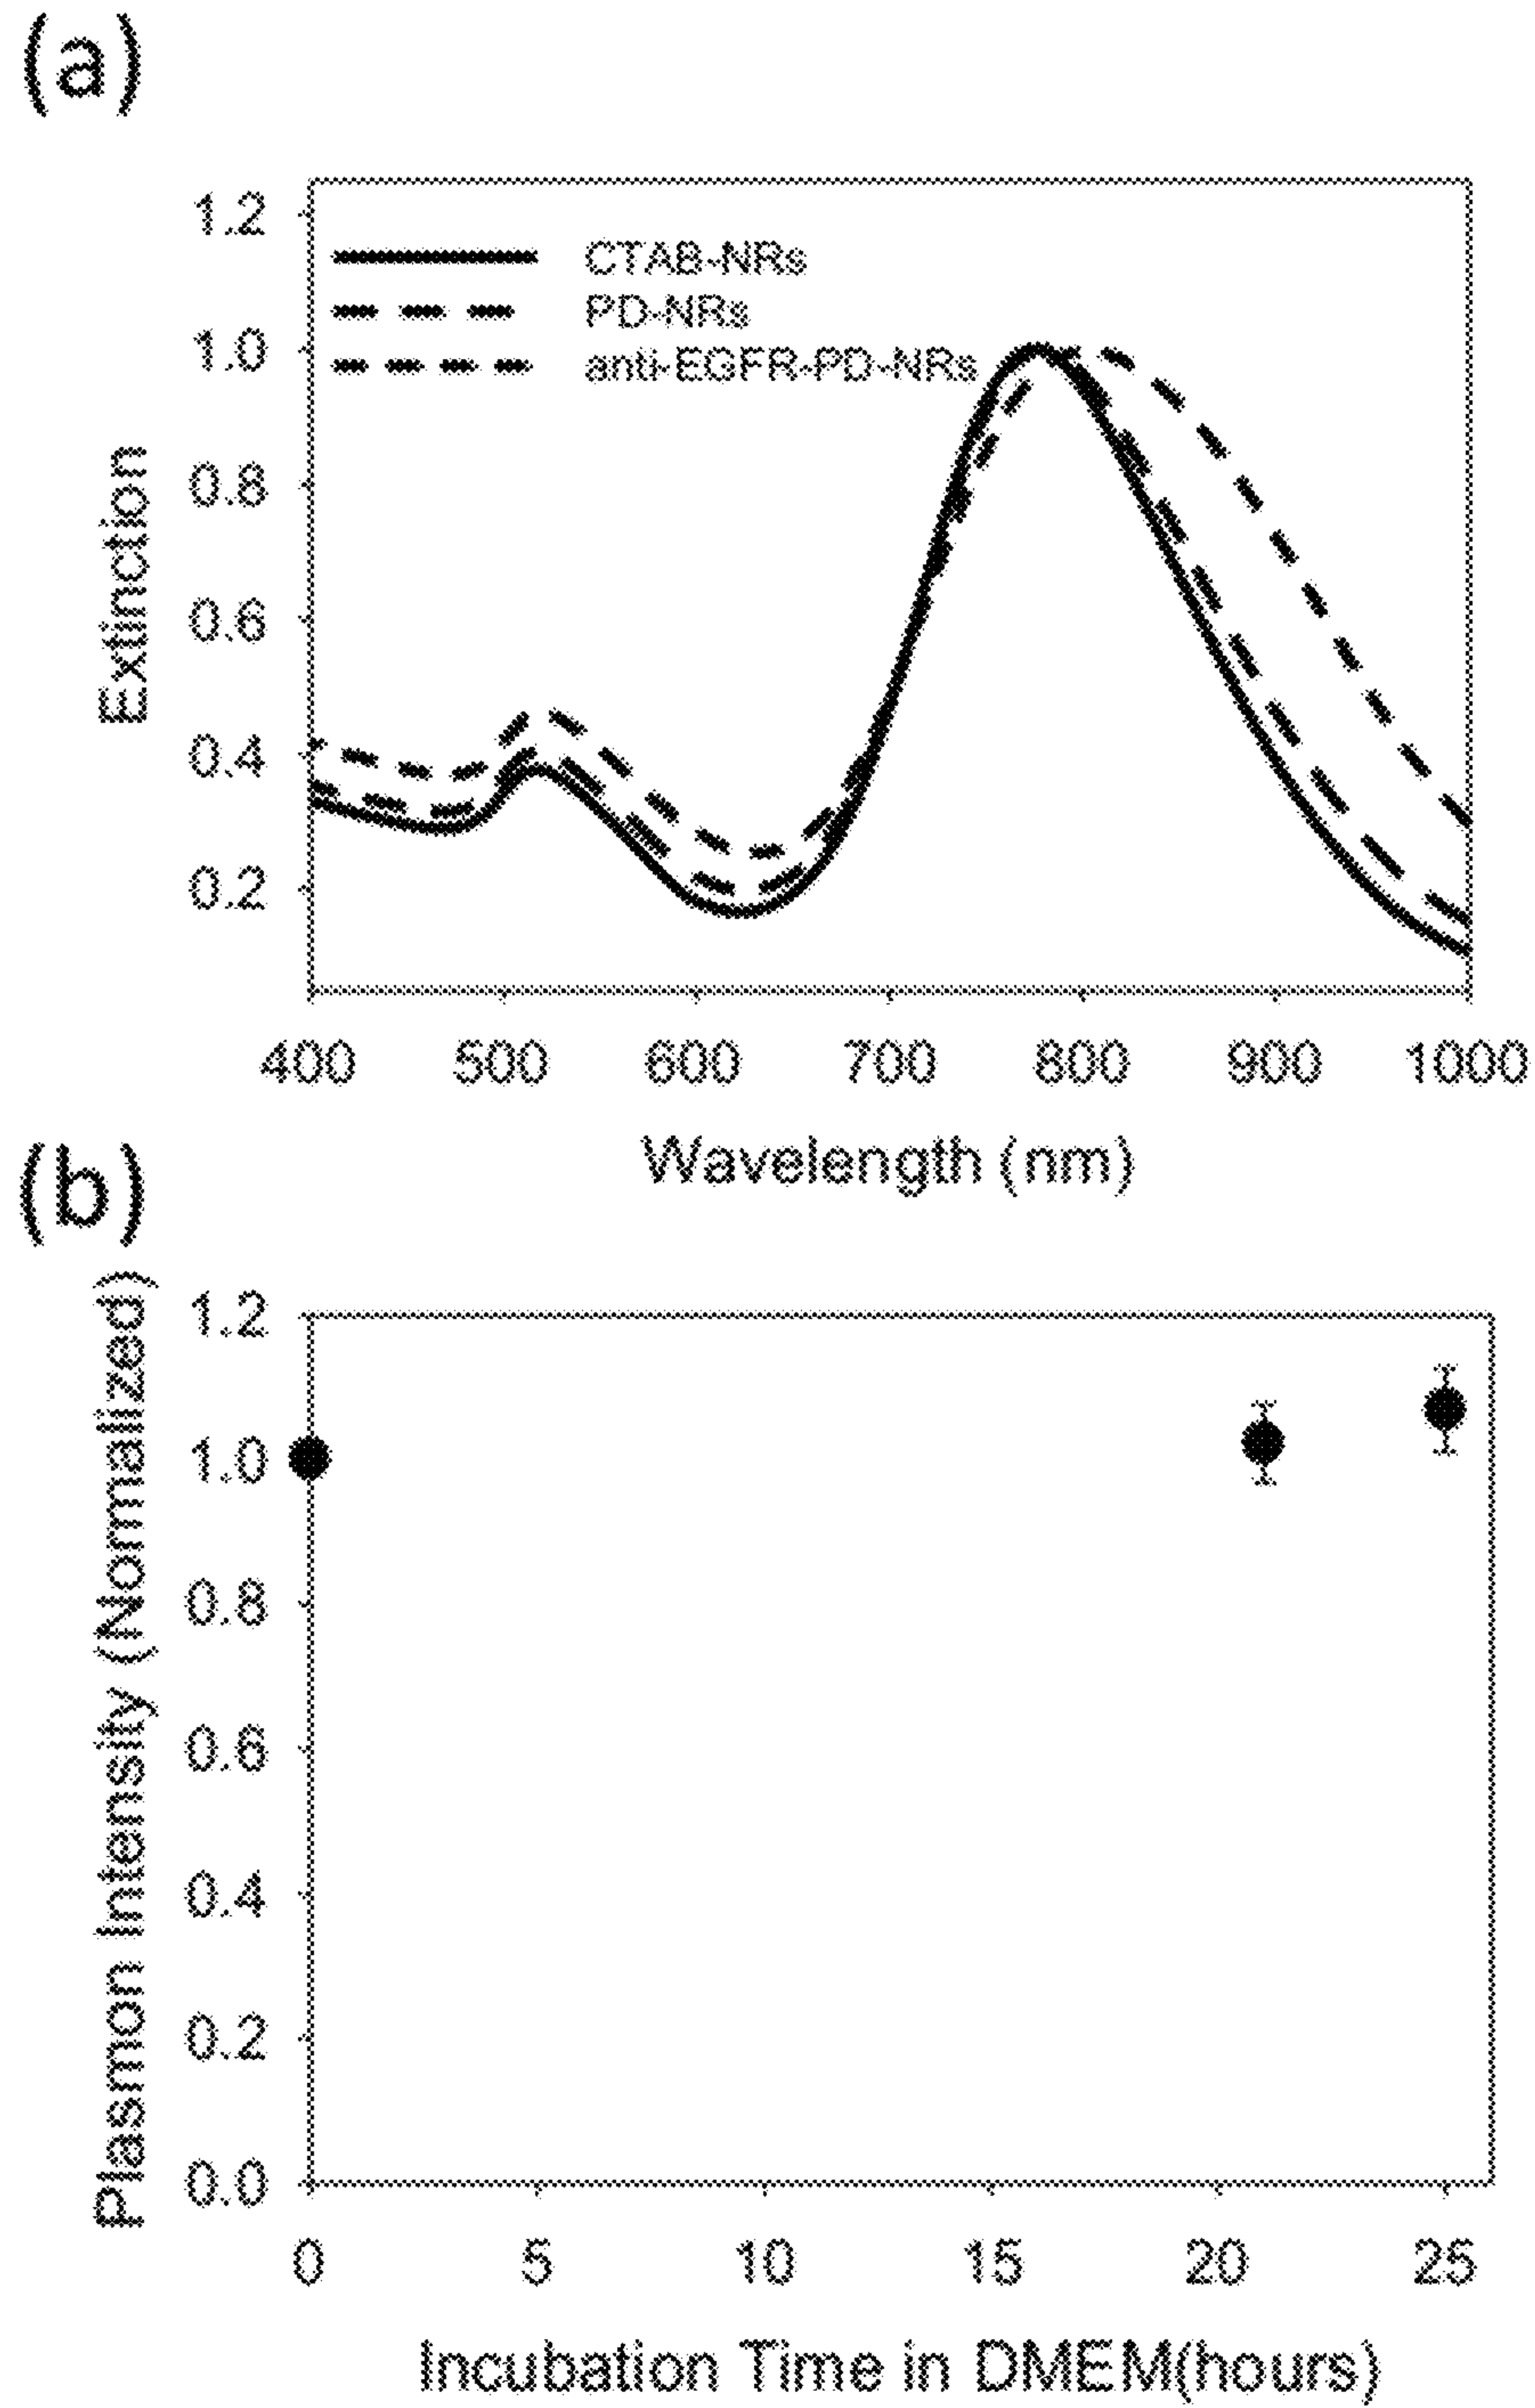 (a)
1.2
1.0
0.8
0.6
0.4
0.2
Extinction
CTAB-NRs
PD-NRs
anti-EGFR-PD-NRs
400 500 600 700 800 900 1000
Wavelength (nm)
(b)
1.2
1.0
0.8
0.6
0.4
0.2
0.0
Plasmon Intensity (Normalized)
0 5 10 15 20 25
Incubation Time in DMEM(hours)